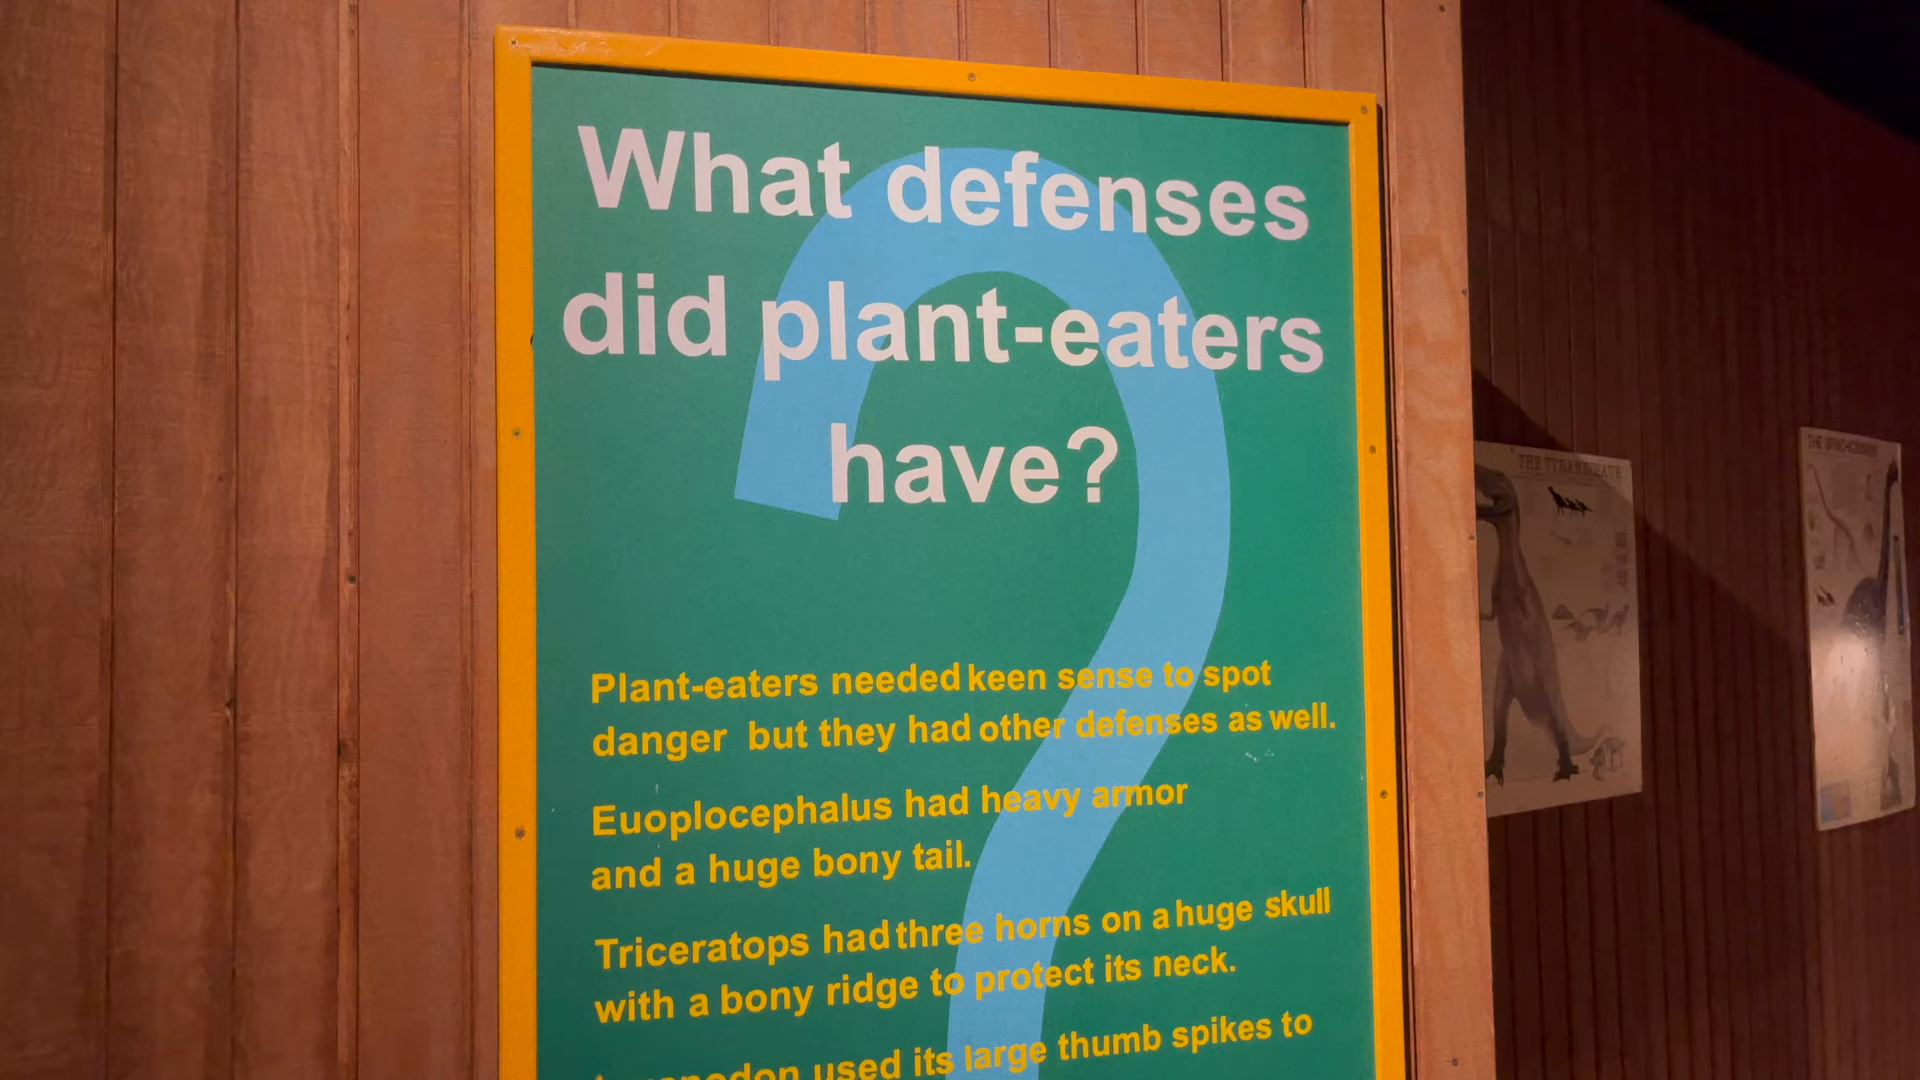 What defenses
did plant-eaters
have?
Plant-eaters needed keen sense to spot
danger but they had other defenses as well.
Euoplocephalus had heavy armor
and a huge bony tail.
Triceratops had three horns on a huge skull
with a bony ridge to protect its neck.
used its large thumb spikes to
THE TYRANNOSAUR